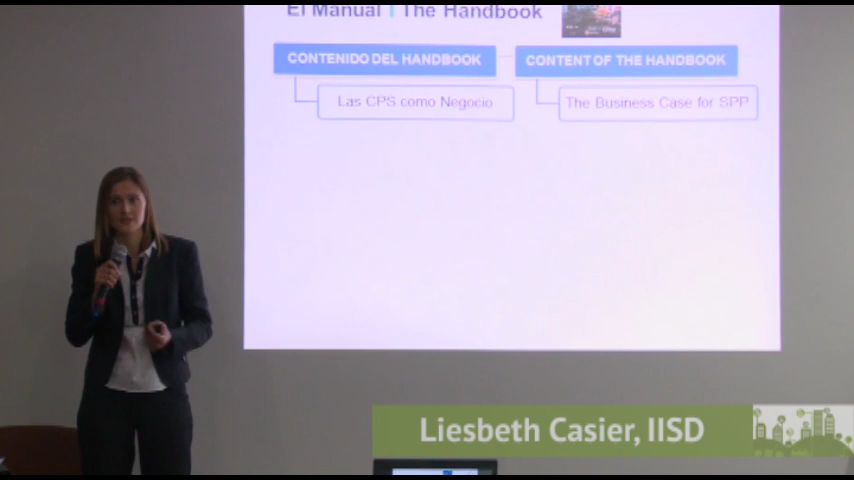 El Manual | The Handbook
CONTENIDO DEL HANDBOOK
CONTENT OF THE HANDBOOK
Las CPS como Negocio
The Business Case for SPP
Liesbeth Casier, IISD